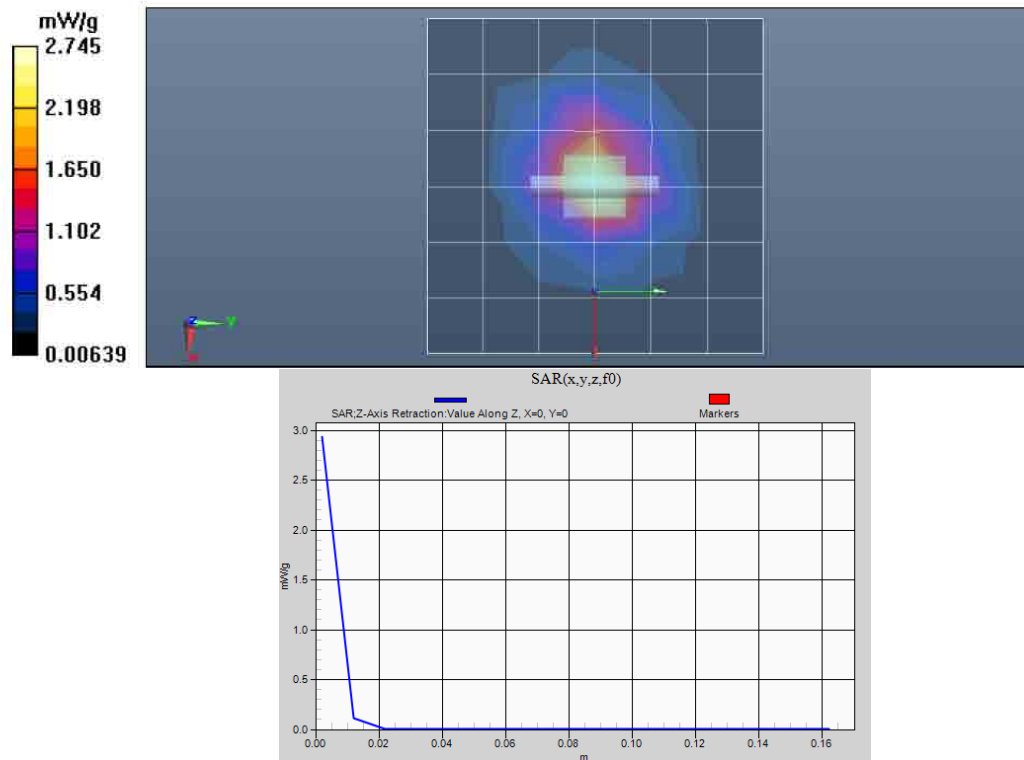 mW/g
2.745
2.198
1.650
1.102
0.554
0.00639
Z
Y
SAR(x,y,z,f0)
SAR;Z-Axis Retraction:Value Along Z, X=0, Y=0
Markers
mW/g
3.0
2.5
2.0
1.5
1.0
0.5
0.0
0.00 0.02 0.04 0.06 0.08 0.10 0.12 0.14 0.16
m